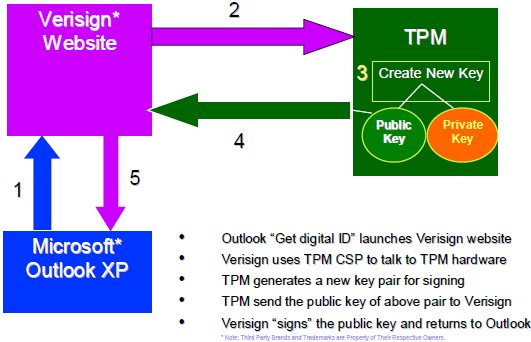 Verisign*
Website
2
TPM
3
Create New Key
Public
Key
Private
Key
4
1
5
Microsoft*
Outlook XP
• Outlook “Get digital ID” launches Verisign website
• Verisign uses TPM CSP to talk to TPM hardware
• TPM generates a new key pair for signing
• TPM send the public key of above pair to Verisign
• Verisign “signs” the public key and returns to Outlook
* Note: Third Party Brands and Trademarks are Property of Their Respective Owners.